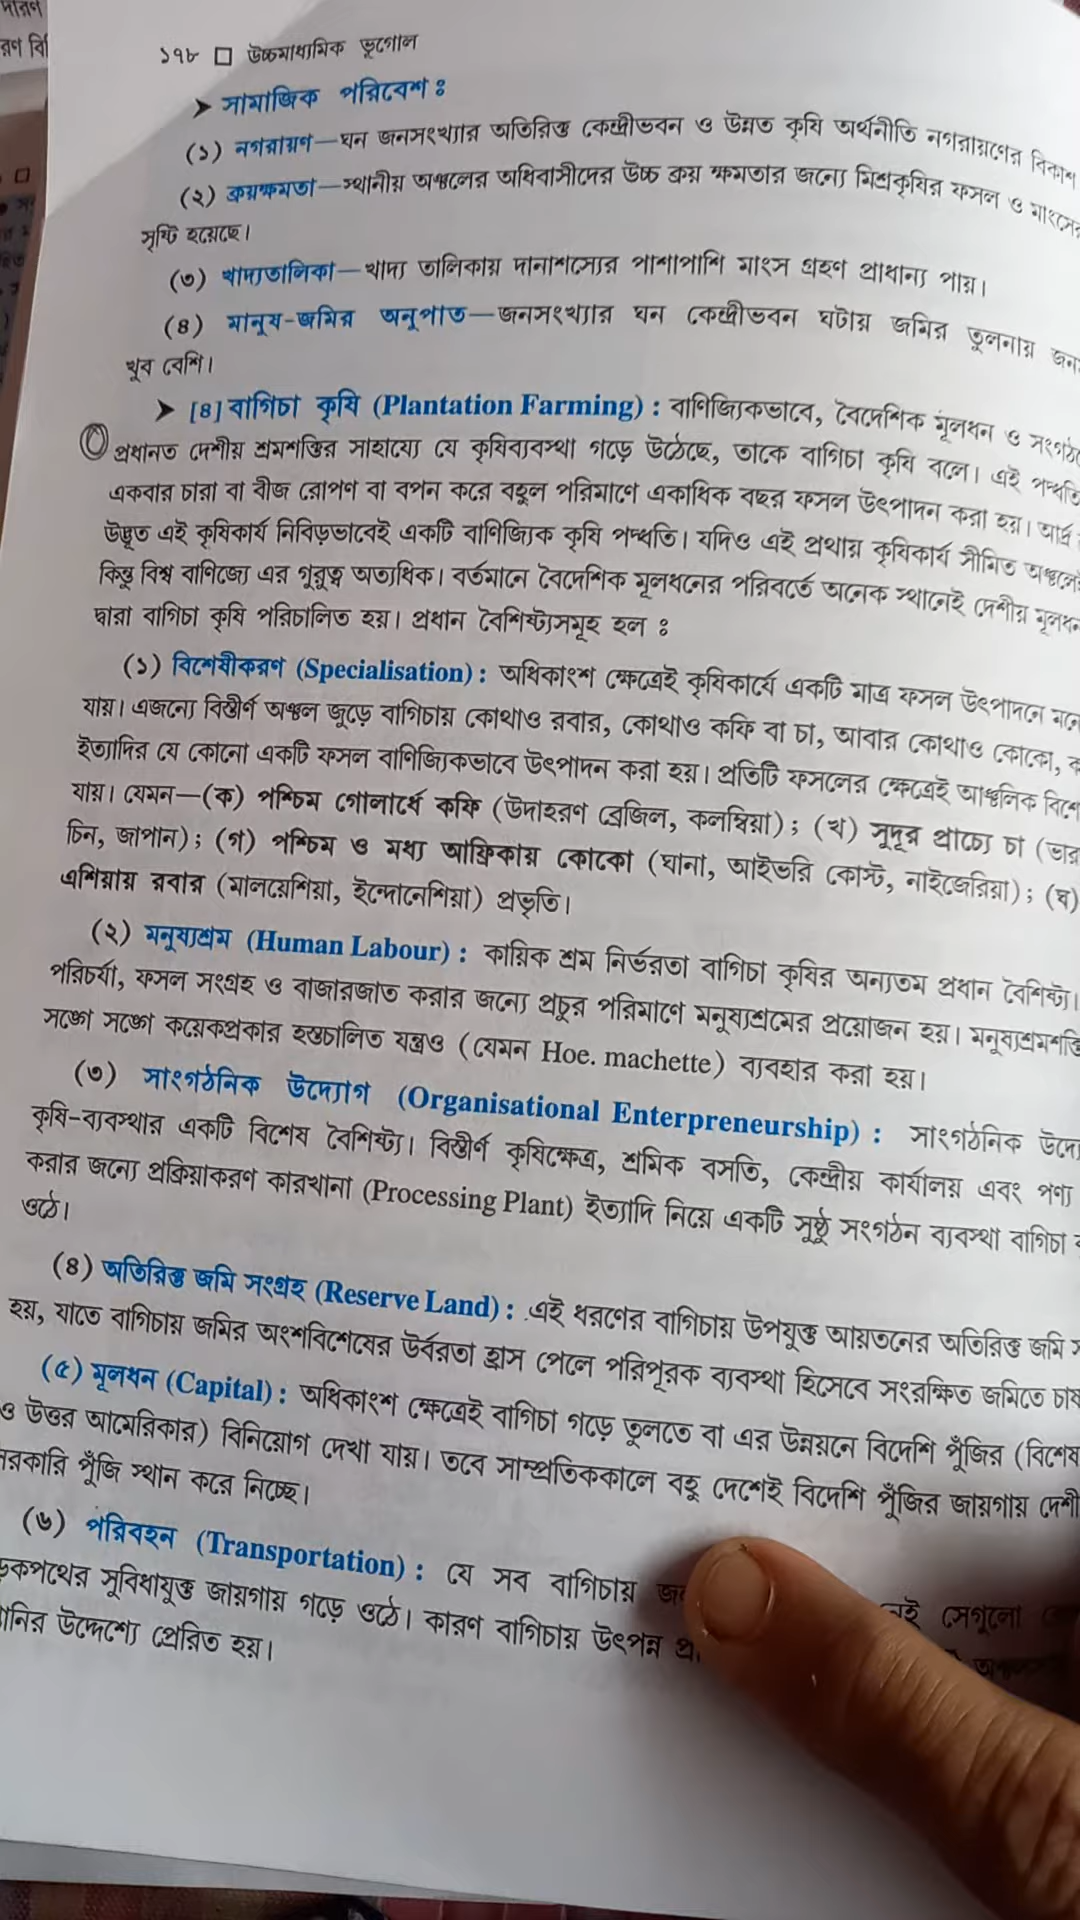 ১৭৮ □ উচ্চমাধ্যমিক ভূগোল
➤ সামাজিক পরিবেশ ঃ
(১) নগরায়ণ—ঘন জনসংখ্যার অতিরিক্ত কেন্দ্রীভবন ও উন্নত কৃষি অর্থনীতি নগরায়ণের বিকাশ
(২) ক্রয়ক্ষমতা—স্থানীয় অঞ্চলের অধিবাসীদের উচ্চ ক্রয় ক্ষমতার জন্যে মিশ্রকৃষির ফসল ও মাংসের
সৃষ্টি হয়েছে।
(৩) খাদ্যতালিকা—খাদ্য তালিকায় দানাশস্যের পাশাপাশি মাংস গ্রহণ প্রাধান্য পায়।
(৪) মানুষ-জমির অনুপাত—জনসংখ্যার ঘন কেন্দ্রীভবন ঘটায় জমির তুলনায়
খুব বেশি।
➤ [৪] বাগিচা কৃষি (Plantation Farming) : বাণিজ্যিকভাবে, বৈদেশিক মূলধন ও
প্রধানত দেশীয় শ্রমশক্তির সাহায্যে যে কৃষিব্যবস্থা গড়ে উঠেছে, তাকে বাগিচা কৃষি বলে। এই
একবার চারা বা বীজ রোপণ বা বপন করে বহুল পরিমাণে একাধিক বছর ফসল উৎপাদন করা হয়। আর্দ্র
উদ্ভূত এই কৃষিকার্য নিবিড়ভাবেই একটি বাণিজ্যিক কৃষি পদ্ধতি। যদিও এই প্রথায় কৃষিকার্য সীমিত
কিন্তু বিশ্ব বাণিজ্যে এর গুরুত্ব অত্যধিক। বর্তমানে বৈদেশিক মূলধনের পরিবর্তে অনেক স্থানেই দেশীয়
দ্বারা বাগিচা কৃষি পরিচালিত হয়। প্রধান বৈশিষ্ট্যসমূহ হল ঃ
(১) বিশেষীকরণ (Specialisation) : অধিকাংশ ক্ষেত্রেই কৃষিকার্যে একটি মাত্র ফসল উৎপাদনে
যায়। এজন্যে বিস্তীর্ণ অঞ্চল জুড়ে বাগিচায় কোথাও রবার, কোথাও কফি বা চা, আবার কোথাও কোকো,
ইত্যাদির যে কোনো একটি ফসল বাণিজ্যিকভাবে উৎপাদন করা হয়। প্রতিটি ফসলের ক্ষেত্রেই আঞ্চলিক
যায়। যেমন—(ক) পশ্চিম গোলার্ধে কফি (উদাহরণ ব্রেজিল, কলম্বিয়া) ; (খ) সুদূর প্রাচ্যে চা
চিন, জাপান) ; (গ) পশ্চিম ও মধ্য আফ্রিকায় কোকো (ঘানা, আইভরি কোস্ট, নাইজেরিয়া) ; (ঘ)
এশিয়ায় রবার (মালয়েশিয়া, ইন্দোনেশিয়া) প্রভৃতি।
(২) মনুষ্যশ্রম (Human Labour) : কায়িক শ্রম নির্ভরতা বাগিচা কৃষির অন্যতম প্রধান বৈশিষ্ট্য।
পরিচর্যা, ফসল সংগ্রহ ও বাজারজাত করার জন্যে প্রচুর পরিমাণে মনুষ্যশ্রমের প্রয়োজন হয়।
সঙ্গে সঙ্গে কয়েকপ্রকার হস্তচালিত যন্ত্রও (যেমন Hoe. machette) ব্যবহার করা হয়।
(৩) সাংগঠনিক উদ্যোগ (Organisational Enterpreneurship) : সাংগঠনিক
কৃষি-ব্যবস্থার একটি বিশেষ বৈশিষ্ট্য। বিস্তীর্ণ কৃষিক্ষেত্র, শ্রমিক বসতি, কেন্দ্রীয় কার্যালয় এবং পণ্য
করার জন্যে প্রক্রিয়াকরণ কারখানা (Processing Plant) ইত্যাদি নিয়ে একটি সুষ্ঠু সংগঠন ব্যবস্থা বাগিচা
ওঠে।
(৪) অতিরিক্ত জমি সংগ্রহ (Reserve Land) : এই ধরণের বাগিচায় উপযুক্ত আয়তনের অতিরিক্ত জমি
হয়, যাতে বাগিচায় জমির অংশবিশেষের উর্বরতা হ্রাস পেলে পরিপূরক ব্যবস্থা হিসেবে সংরক্ষিত জমিতে চাষ
(৫) মূলধন (Capital) : অধিকাংশ ক্ষেত্রেই বাগিচা গড়ে তুলতে বা এর উন্নয়নে বিদেশি পুঁজির
ও উত্তর আমেরিকার) বিনিয়োগ দেখা যায়। তবে সাম্প্রতিককালে বহু দেশেই বিদেশি পুঁজির জায়গায়
পুঁজি স্থান করে নিচ্ছে।
(৬) পরিবহন (Transportation) : যে সব বাগিচায় সেগুলো
সুবিধাযুক্ত জায়গায় গড়ে ওঠে। কারণ বাগিচায় উৎপন্ন
উদ্দেশ্যে প্রেরিত হয়।